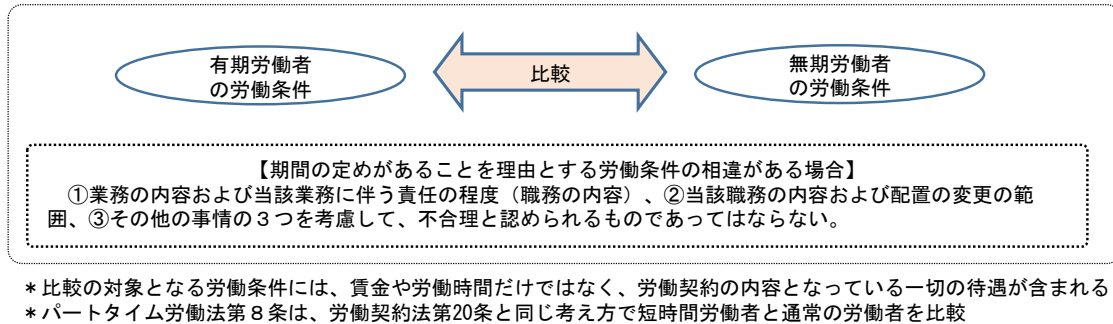 有期労働者
の労働条件
比較
無期労働者
の労働条件
【期間の定めがあることを理由とする労働条件の相違がある場合】
①業務の内容および当該業務に伴う責任の程度（職務の内容）、②当該職務の内容および配置の変更の範
囲、③その他の事情の３つを考慮して、不合理と認められるものであってはならない。
＊比較の対象となる労働条件には、賃金や労働時間だけではなく、労働契約の内容となっている一切の待遇が含まれる
＊パートタイム労働法第８条は、労働契約法第20条と同じ考え方で短時間労働者と通常の労働者を比較